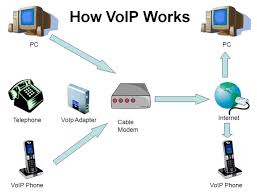 How VoIP Works
PC
PC
Telephone
VoIp Adapter
Cable
Modem
Internet
VoIP Phone
VoIP Phone